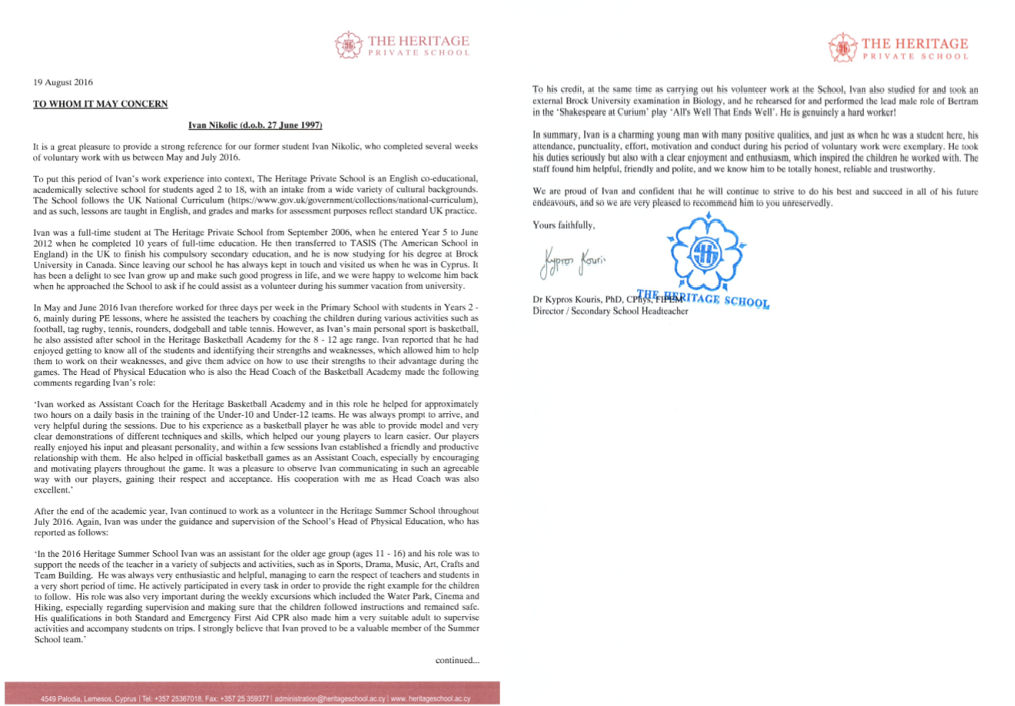 THE HERITAGE
PRIVATE SCHOOL
19 August 2016
TO WHOM IT MAY CONCERN
Ivan Nikolic (d.o.b. 27 June 1997)
It is a great pleasure to provide a strong reference for our former student Ivan Nikolic, who completed several weeks
of voluntary work with us between May and July 2016.
To put this period of Ivan's work experience into context, The Heritage Private School is an English co-educational,
academically selective school for students aged 2 to 18, with an intake from a wide variety of cultural backgrounds.
The School follows the UK National Curriculum (https://www.gov.uk/government/collections/national-curriculum),
and as such, lessons are taught in English, and grades and marks for assessment purposes reflect standard UK practice.
Ivan was a full-time student at The Heritage Private School from September 2006, when he entered Year 5 to June
2012 when he completed 10 years of full-time education. He then transferred to TASIS (The American School in
England) in the UK to finish his compulsory secondary education, and he is now studying for his degree at Brock
University in Canada. Since leaving our school he has always kept in touch and visited us when he was in Cyprus. It
has been a delight to see Ivan grow up and make such good progress in life, and we were happy to welcome him back
when he approached the School to ask if he could assist as a volunteer during his summer vacation from university.
In May and June 2016 Ivan therefore worked for three days per week in the Primary School with students in Years 2 -
6, mainly during PE lessons, where he assisted the teachers by coaching the children during various activities such as
football, tag rugby, tennis, rounders, dodgeball and table tennis. However, as Ivan's main personal sport is basketball,
he also assisted after school in the Heritage Basketball Academy for the 8 - 12 age range. Ivan reported that he had
enjoyed getting to know all of the students and identifying their strengths and weaknesses, which allowed him to help
them to work on their weaknesses, and give them advice on how to use their strengths to their advantage during the
games. The Head of Physical Education who is also the Head Coach of the Basketball Academy made the following
comments regarding Ivan's role:
'Ivan worked as Assistant Coach for the Heritage Basketball Academy and in this role he helped for approximately
two hours on a daily basis in the training of the Under-10 and Under-12 teams. He was always prompt to arrive, and
very helpful during the sessions. Due to his experience as a basketball player he was able to provide model and very
clear demonstrations of different techniques and skills, which helped our young players to learn easier. Our players
really enjoyed his input and pleasant personality, and within a few sessions Ivan established a friendly and productive
relationship with them. He also helped in official basketball games as an Assistant Coach, especially by encouraging
and motivating players throughout the game. It was a pleasure to observe Ivan communicating in such an agreeable
way with our players, gaining their respect and acceptance. His cooperation with me as Head Coach was also
excellent.'
After the end of the academic year, Ivan continued to work as a volunteer in the Heritage Summer School throughout
July 2016. Again, Ivan was under the guidance and supervision of the School's Head of Physical Education, who has
reported as follows:
'In the 2016 Heritage Summer School Ivan was an assistant for the older age group (ages 11 - 16) and his role was to
support the needs of the teacher in a variety of subjects and activities, such as in Sports, Drama, Music, Art, Crafts and
Team Building. He was always very enthusiastic and helpful, managing to earn the respect of teachers and students in
a very short period of time. He actively participated in every task in order to provide the right example for the children
to follow. His role was also very important during the weekly excursions which included the Water Park, Cinema and
Hiking, especially regarding supervision and making sure that the children followed instructions and remained safe.
His qualifications in both Standard and Emergency First Aid CPR also made him a very suitable adult to supervise
activities and accompany students on trips. I strongly believe that Ivan proved to be a valuable member of the Summer
School team.'
continued...
4549 Palodia, Lemesos, Cyprus | Tel: +357 25367018, Fax: +357 25 359377 | administration@heritageschool.ac.cy | www. heritageschool.ac.cy
THE HERITAGE
PRIVATE SCHOOL
To his credit, at the same time as carrying out his volunteer work at the School, Ivan also studied for and took an
external Brock University examination in Biology, and he rehearsed for and performed the lead male role of Bertram
in the 'Shakespeare at Curium' play 'All's Well That Ends Well'. He is genuinely a hard worker!
In summary, Ivan is a charming young man with many positive qualities, and just as when he was a student here, his
attendance, punctuality, effort, motivation and conduct during his period of voluntary work were exemplary. He took
his duties seriously but also with a clear enjoyment and enthusiasm, which inspired the children he worked with. The
staff found him helpful, friendly and polite, and we know him to be totally honest, reliable and trustworthy.
We are proud of Ivan and confident that he will continue to strive to do his best and succeed in all of his future
endeavours, and so we are very pleased to recommend him to you unreservedly.
Yours faithfully,
Kypros Kouris
THE HERITAGE SCHOOL
Dr Kypros Kouris, PhD, CPhys, FIPEM
Director / Secondary School Headteacher